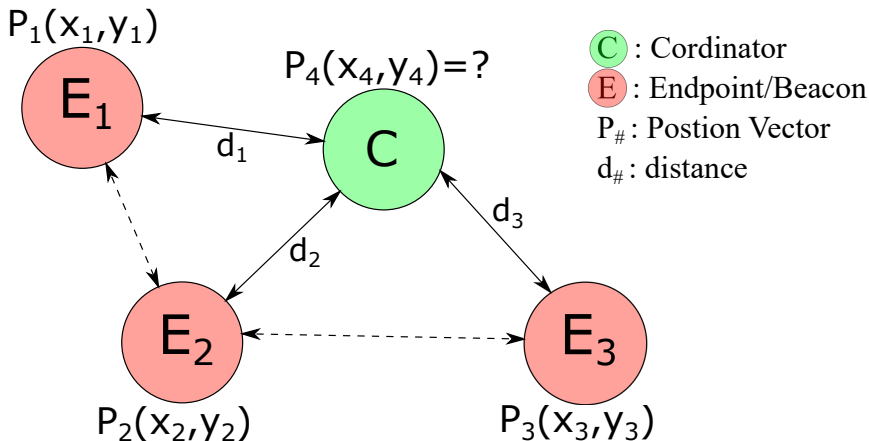 P₁(x₁,y₁)
E₁
P₄(x₄,y₄)=?
C
d₁
d₂
d₃
E₂
P₂(x₂,y₂)
E₃
P₃(x₃,y₃)
C : Cordinator
E : Endpoint/Beacon
P# : Postion Vector
d# : distance